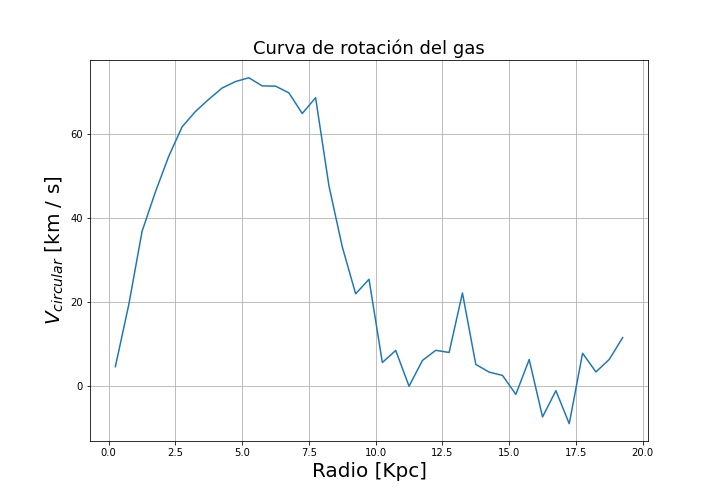 Curva de rotación del gas
V_circular [km / s]
60
40
20
0
0.0 2.5 5.0 7.5 10.0 12.5 15.0 17.5 20.0
Radio [Kpc]